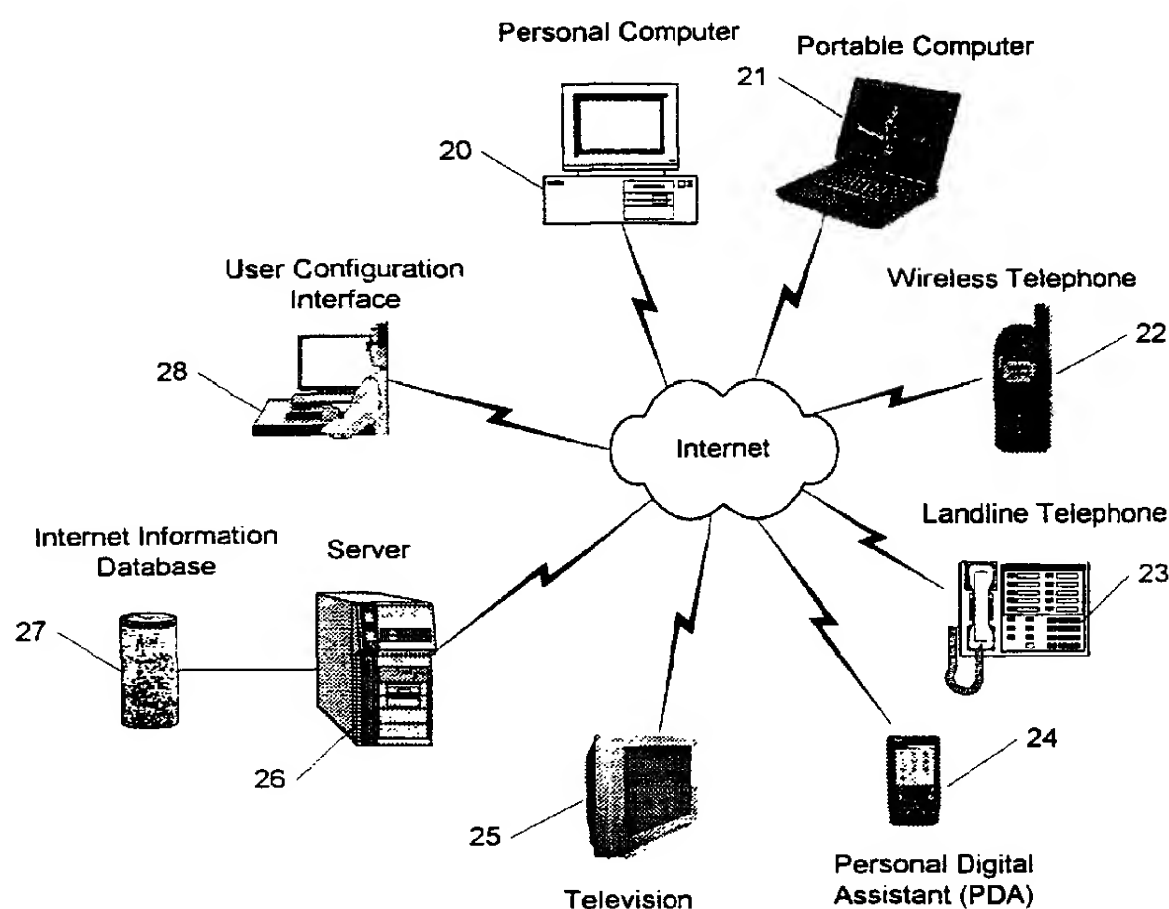 Personal Computer
Portable Computer
21
20
User Configuration
Interface
Wireless Telephone
22
28
Internet
Landline Telephone
Internet Information
Database
Server
23
27
24
26
25
Personal Digital
Assistant (PDA)
Television